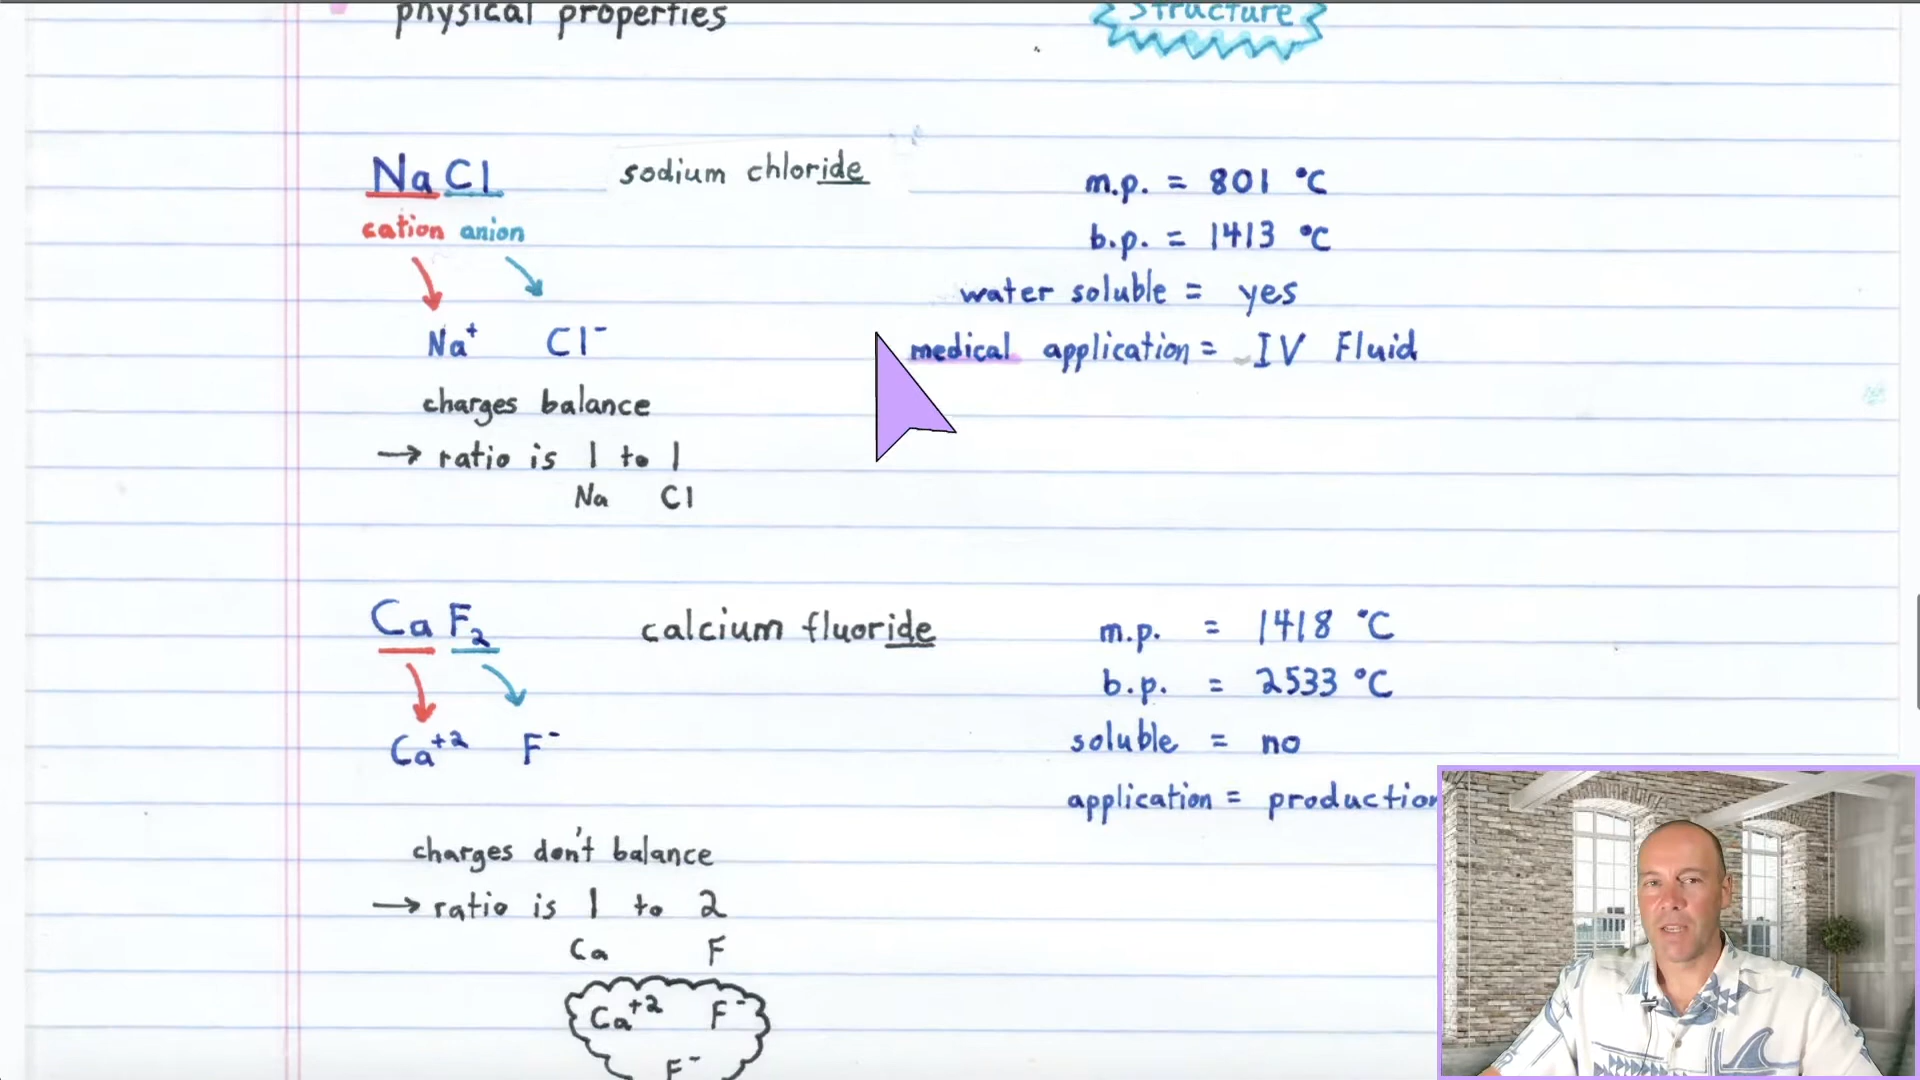 physical properties
Structure
NaCl
sodium chloride
m.p. = 801 °C
cation anion
b.p. = 1413 °C
water soluble = yes
Na⁺ Cl⁻
medical application = IV Fluid
charges balance
→ ratio is 1 to 1
Na Cl
CaF₂
calcium fluoride
m.p. = 1418 °C
b.p. = 2533 °C
Ca⁺² F⁻
soluble = no
application = production
charges don't balance
→ ratio is 1 to 2
Ca F
Ca⁺² F⁻
F⁻